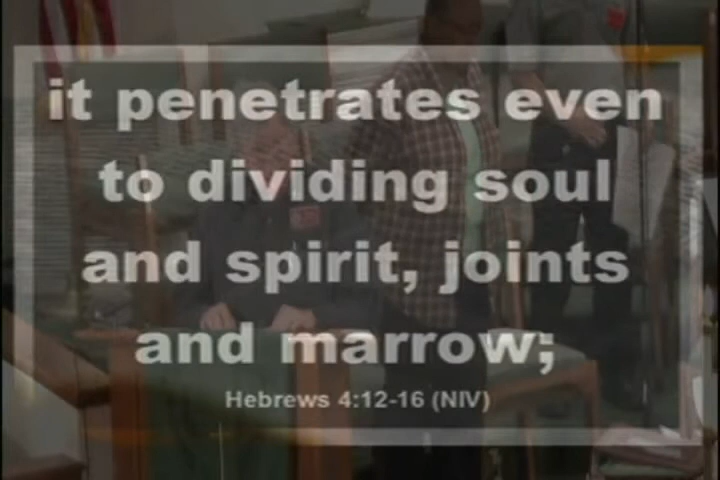 it penetrates even
to dividing soul
and spirit, joints
and marrow;
Hebrews 4:12-16 (NIV)